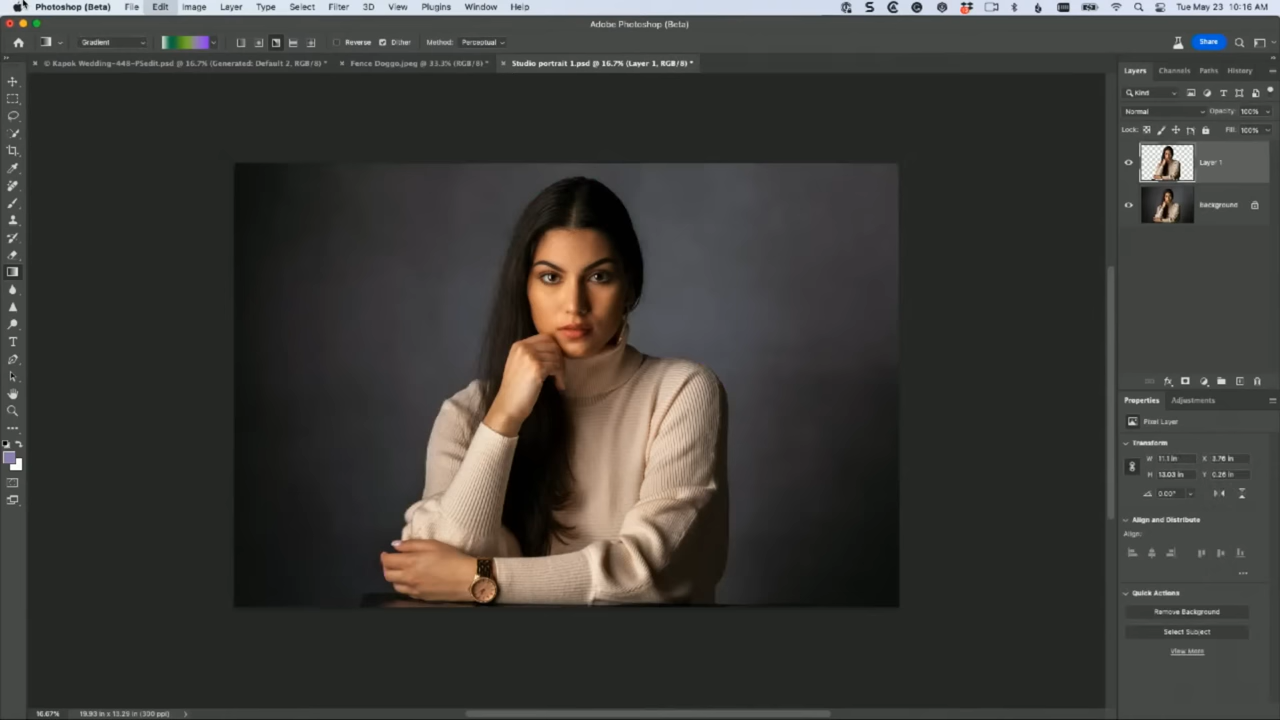 Photoshop (Beta) File Edit Image Layer Type Select Filter 3D View Plugins Window Help Tue May 23 10:16 AM
Adobe Photoshop (Beta)
Gradient Reverse Dither Method: Perceptual Share
© Kapok Wedding-448-PSedit.psd @ 16.7% (Generated: Default 2, RGB/8) * Fence Doggo.jpeg @ 33.3% (RGB/8) * Studio portrait 1.psd @ 16.7% (Layer 1, RGB/8) *
Layers Channels Paths History
Kind
Normal Opacity: 100%
Lock: Fill: 100%
Layer 1
Background
Properties Adjustments
Pixel Layer
Transform
W 11.1 in X 3.76 in
H 13.03 in Y 0.26 in
0.00°
Align and Distribute
Align:
Quick Actions
Remove Background
Select Subject
View More
16.67% 19.93 in x 13.29 in (300 ppi)